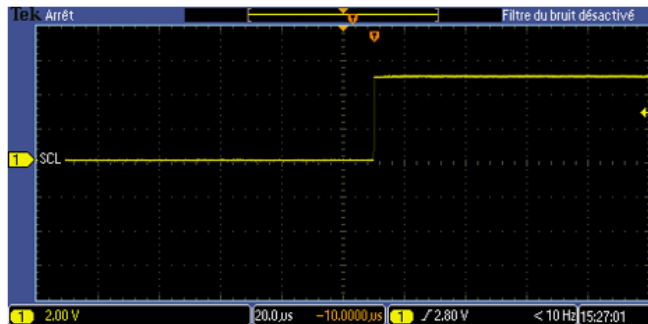 Tek Arrêt Filtre du bruit désactivé
1 SCL
1 2.00 V 20.0µs -10.0000µs 1 2.80 V < 10 Hz 15:27:01